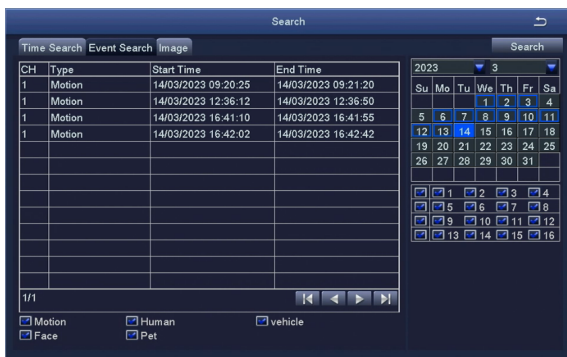 Search
Time Search Event Search Image
Search
CH Type Start Time End Time
1 Motion 14/03/2023 09:20:25 14/03/2023 09:21:20
1 Motion 14/03/2023 12:36:12 14/03/2023 12:36:50
1 Motion 14/03/2023 16:41:10 14/03/2023 16:41:55
1 Motion 14/03/2023 16:42:02 14/03/2023 16:42:42
1/1
Motion Human vehicle
Face Pet
2023 3
Su Mo Tu We Th Fr Sa
1 2 3 4
5 6 7 8 9 10 11
12 13 14 15 16 17 18
19 20 21 22 23 24 25
26 27 28 29 30 31
1 2 3 4
5 6 7 8
9 10 11 12
13 14 15 16